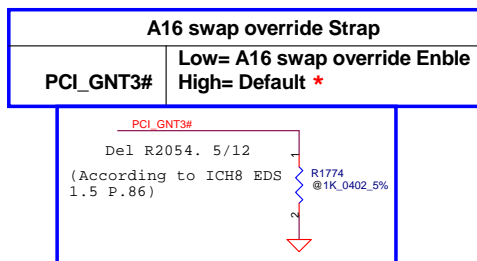 A16 swap override Strap
PCI_GNT3#
Low= A16 swap override Enble
High= Default *
PCI_GNT3#
Del R2054. 5/12
(According to ICH8 EDS
1.5 P.86)
1
R1774
@1K_0402_5%
2